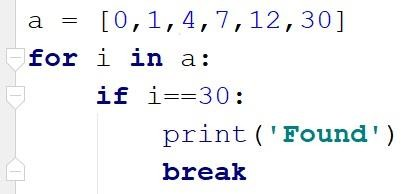 a = [0,1,4,7,12,30]
for i in a:
    if i==30:
        print('Found')
        break